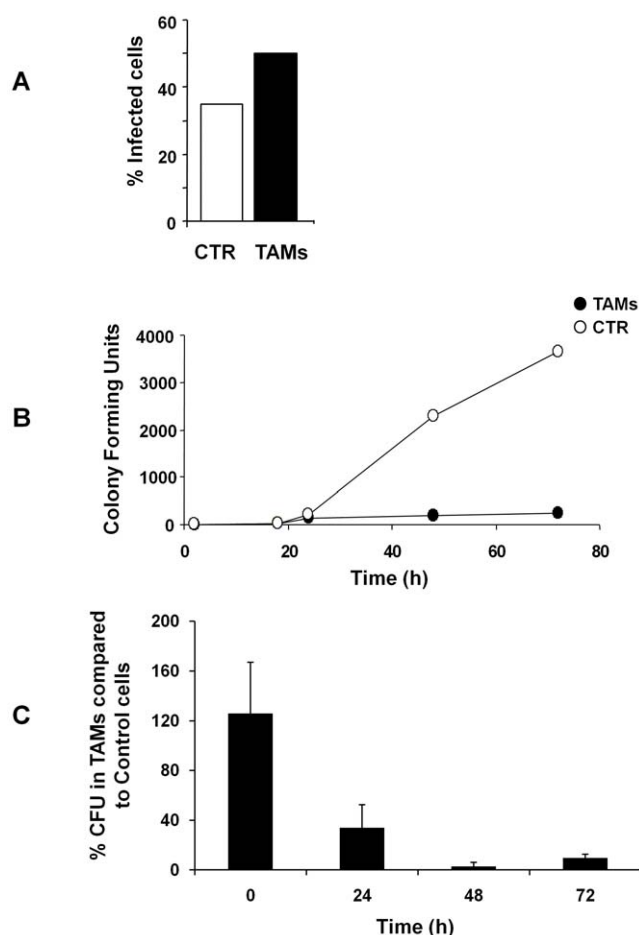 A
% Infected cells
60
40
20
0
CTR TAMs
B
Colony Forming Units
4000
3000
2000
1000
0
TAMs
CTR
0 20 40 60 80
Time (h)
C
% CFU in TAMs compared
to Control cells
200
160
120
80
40
0
0 24 48 72
Time (h)